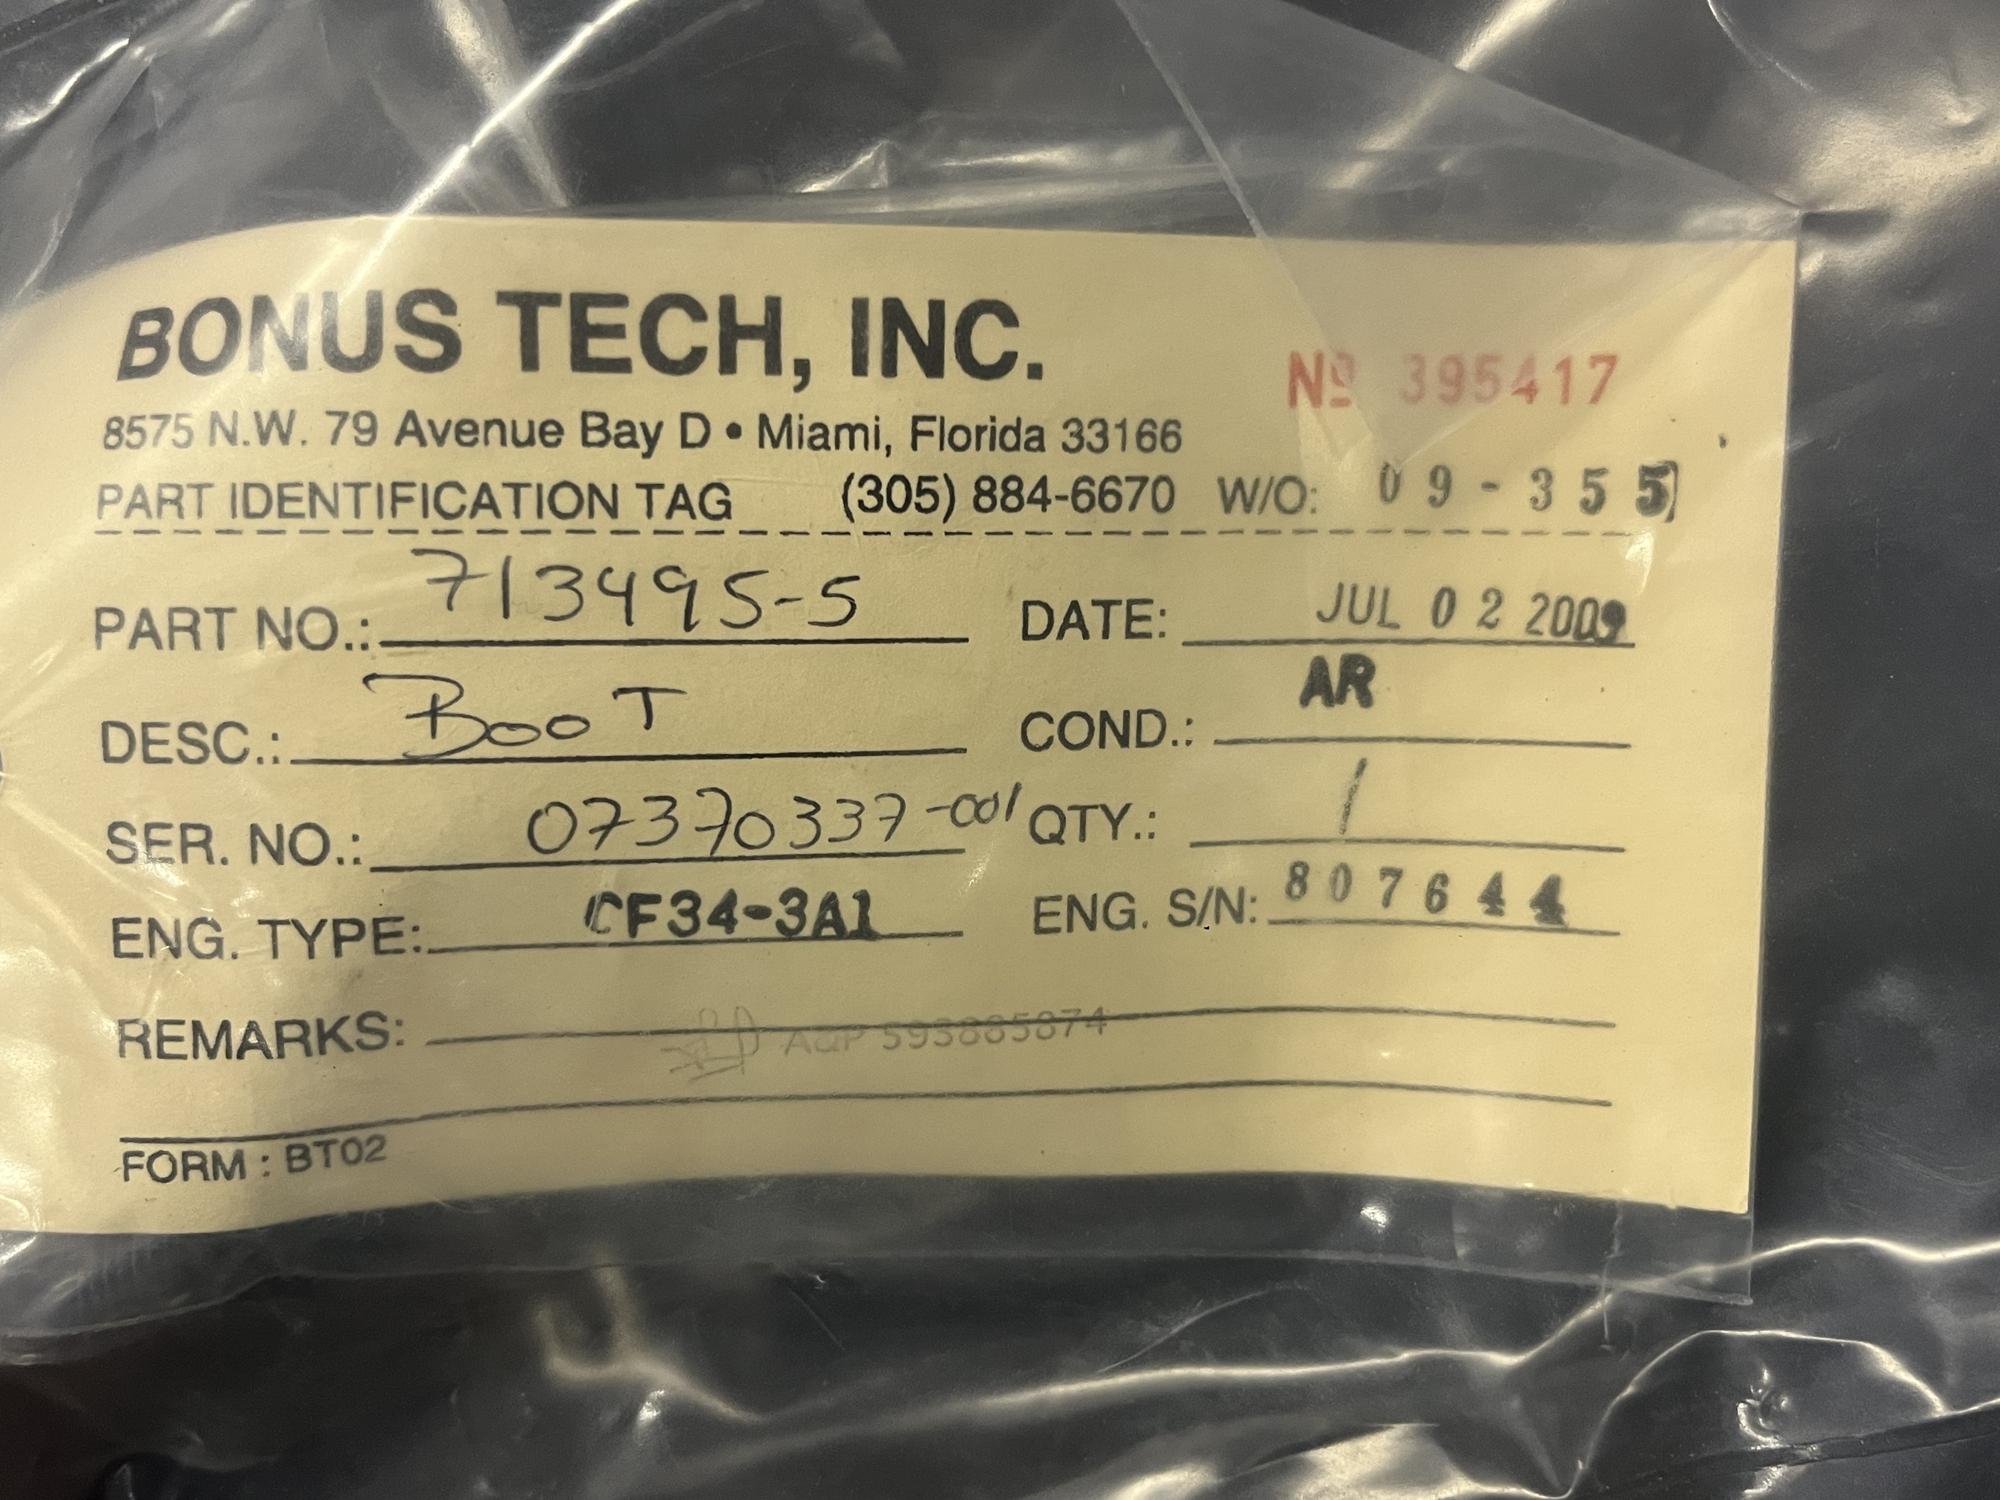 BONUS TECH, INC.
Nº 395417
8575 N.W. 79 Avenue Bay D • Miami, Florida 33166
PART IDENTIFICATION TAG (305) 884-6670 W/O: 09-355
PART NO.: 713495-5 DATE: JUL 02 2009
DESC.: BooT COND.: AR
SER. NO.: 07370337-001 QTY.: 1
ENG. TYPE: CF34-3A1 ENG. S/N: 807644
REMARKS: A&P 593885874
FORM : BT02